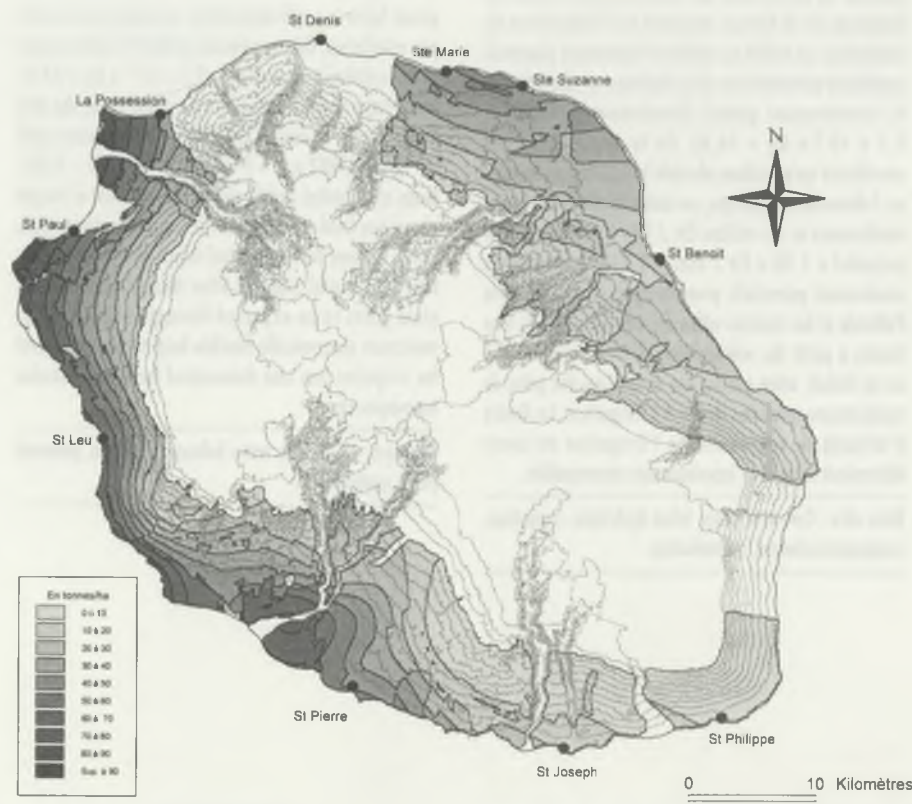 St Denis
Ste Marie
Ste Suzanne
La Possession
N
St Paul
St Benoit
St Leu
En tonnes/ha
10 à 20
20 à 30
30 à 40
40 à 50
50 à 60
60 à 70
70 à 80
80 à 90
Sup. à 90
St Pierre
St Philippe
St Joseph
0 10 Kilomètres